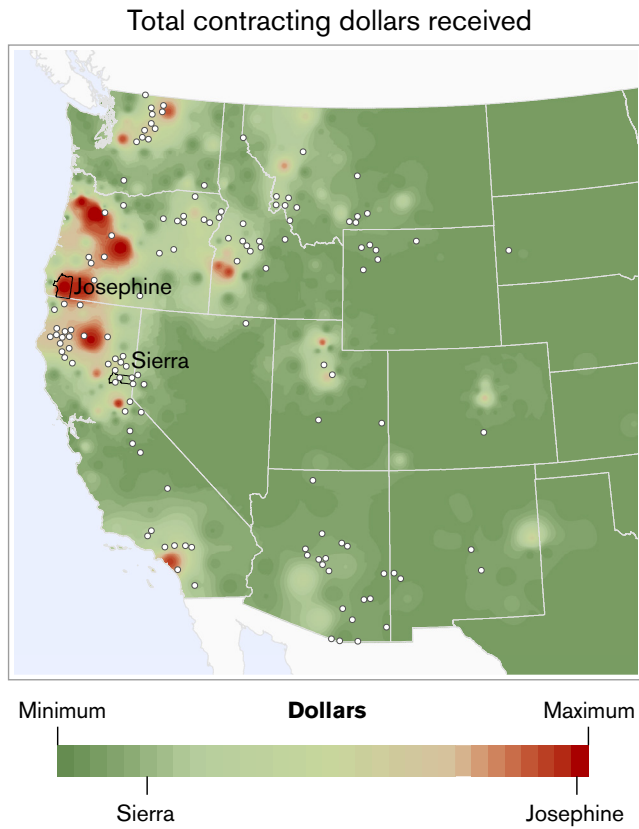 Total contracting dollars received
Josephine
Sierra
Minimum Dollars Maximum
Sierra Josephine